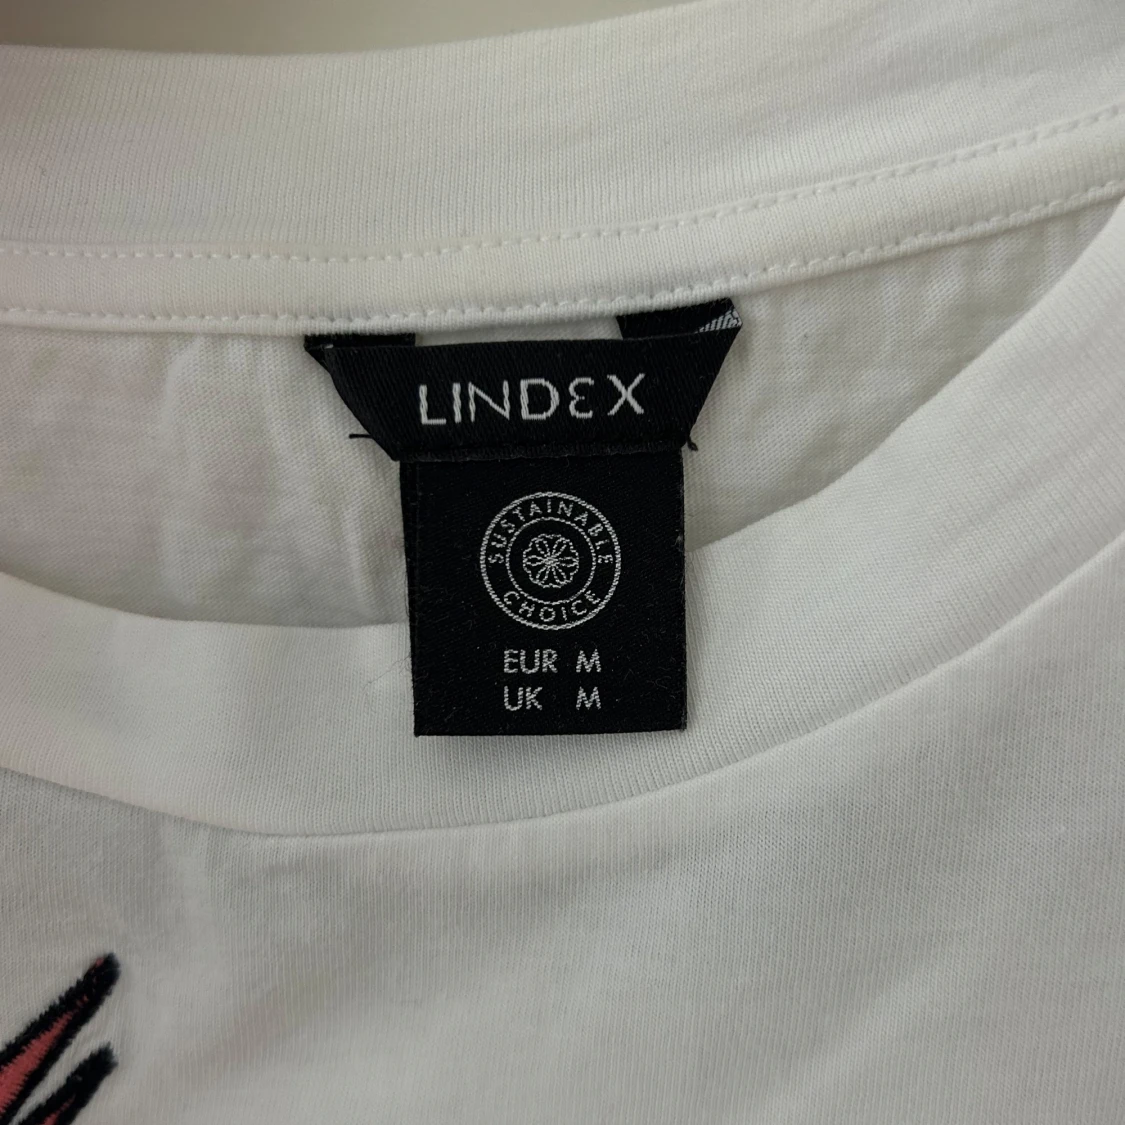 LINDEX
SUSTAINABLE
CHOICE
EUR M
UK M